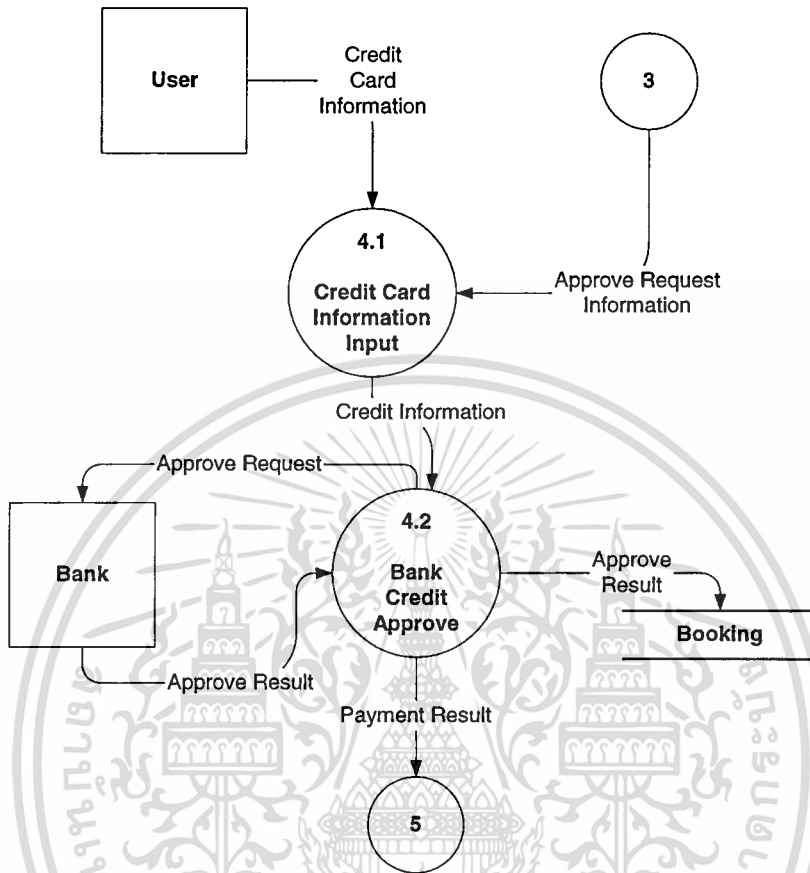 User
Credit
Card
Information
3
4.1
Credit Card
Information
Input
Approve Request
Information
Credit Information
Approve Request
4.2
Bank
Credit
Approve
Bank
Approve
Result
Booking
Approve Result
Payment Result
5